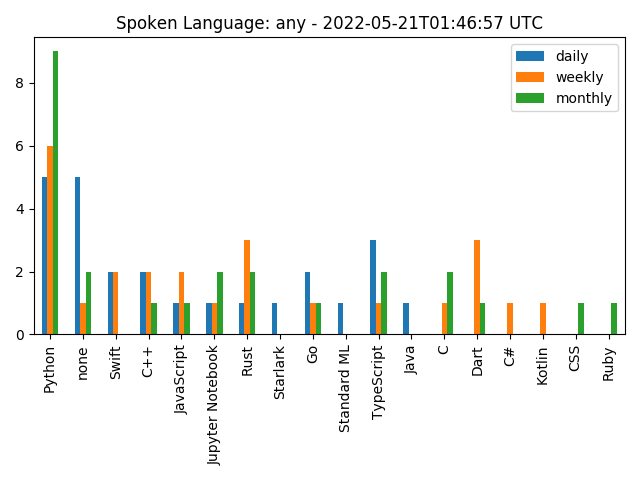 Spoken Language: any - 2022-05-21T01:46:57 UTC
daily
weekly
monthly
8
6
4
2
0
Python
none
Swift
C++
JavaScript
Jupyter Notebook
Rust
Starlark
Go
Standard ML
TypeScript
Java
C
Dart
C#
Kotlin
CSS
Ruby